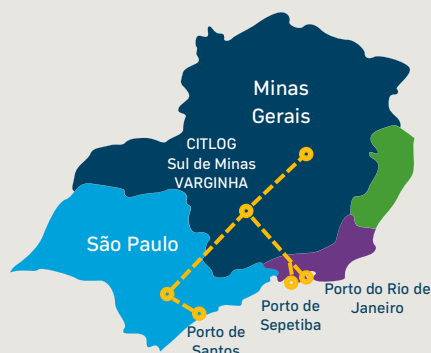 Minas
Gerais
CITLOG
Sul de Minas
VARGINHA
São Paulo
Porto do Rio de
Janeiro
Porto de
Sepetiba
Porto de
Santos